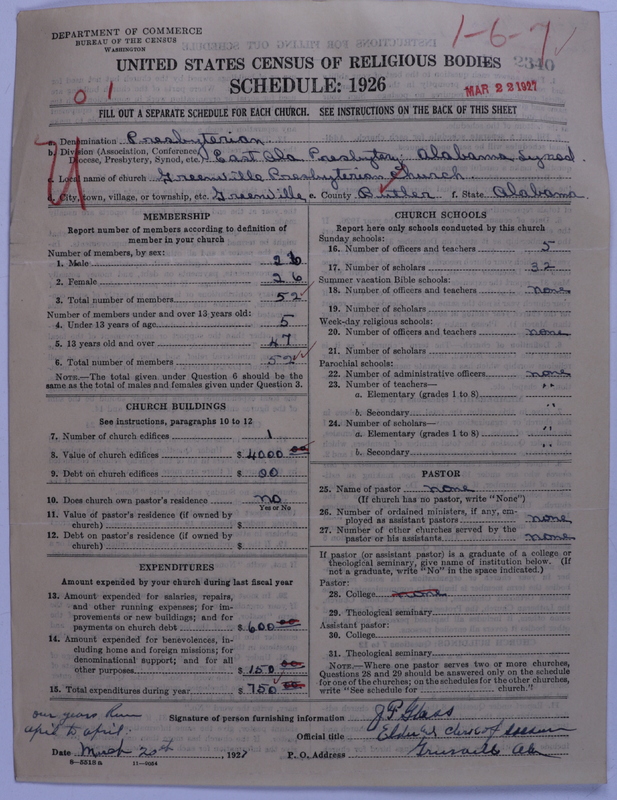 DEPARTMENT OF COMMERCE
BUREAU OF THE CENSUS
WASHINGTON
1-6-7
UNITED STATES CENSUS OF RELIGIOUS BODIES 2340
SCHEDULE: 1926
MAR 22 1927
0 1
FILL OUT A SEPARATE SCHEDULE FOR EACH CHURCH. SEE INSTRUCTIONS ON THE BACK OF THIS SHEET
a. Denomination Presbyterian
b. Division (Association, Conference, Diocese, Presbytery, Synod, etc.) East Ala Presbytery: Alabama Synod
c. Local name of church Greenville Presbyterian Church
d. City, town, village, or township, etc. Greenville e. County Butler f. State Alabama
MEMBERSHIP
Report number of members according to definition of
member in your church
Number of members, by sex:
1. Male 26
2. Female 26
3. Total number of members 52
Number of members under and over 13 years old:
4. Under 13 years of age 5
5. 13 years old and over 47
6. Total number of members 52
NOTE.—The total given under Question 6 should be the
same as the total of males and females given under Question 3.
CHURCH BUILDINGS
See instructions, paragraphs 10 to 12
7. Number of church edifices 1
8. Value of church edifices $ 4000 00
9. Debt on church edifices $ 00
10. Does church own pastor's residence no
Yes or No
11. Value of pastor's residence (if owned by
church) $
12. Debt on pastor's residence (if owned by
church) $
EXPENDITURES
Amount expended by your church during last fiscal year
13. Amount expended for salaries, repairs,
and other running expenses; for im-
provements or new buildings; and for
payments on church debt $ 600 00
14. Amount expended for benevolences, in-
cluding home and foreign missions; for
denominational support; and for all
other purposes $ 150 00
15. Total expenditures during year $ 750 00
CHURCH SCHOOLS
Report here only schools conducted by this church
Sunday schools:
16. Number of officers and teachers 5
17. Number of scholars 32
Summer vacation Bible schools:
18. Number of officers and teachers none
19. Number of scholars
Week-day religious schools:
20. Number of officers and teachers none
21. Number of scholars
Parochial schools:
22. Number of administrative officers none
23. Number of teachers—
a. Elementary (grades 1 to 8) "
b. Secondary "
24. Number of scholars—
a. Elementary (grades 1 to 8) "
b. Secondary "
PASTOR
25. Name of pastor none
(If church has no pastor, write "None")
26. Number of ordained ministers, if any, em-
ployed as assistant pastors none
27. Number of other churches served by the
pastor or his assistants none
If pastor (or assistant pastor) is a graduate of a college or
theological seminary, give name of institution below. (If
not a graduate, write "No" in the space indicated.)
Pastor:
28. College none
29. Theological seminary
Assistant pastor:
30. College
31. Theological seminary
NOTE.—Where one pastor serves two or more churches,
Questions 28 and 29 should be answered only on the schedule
for one of the churches; on the schedules for the other churches,
write "See schedule for church."
our years run
april to april.
Signature of person furnishing information J P Glass
Official title Elder & clerk of session
Date March 20th, 1927 P. O. Address Greenville Ala
8—5510 a 11—9064